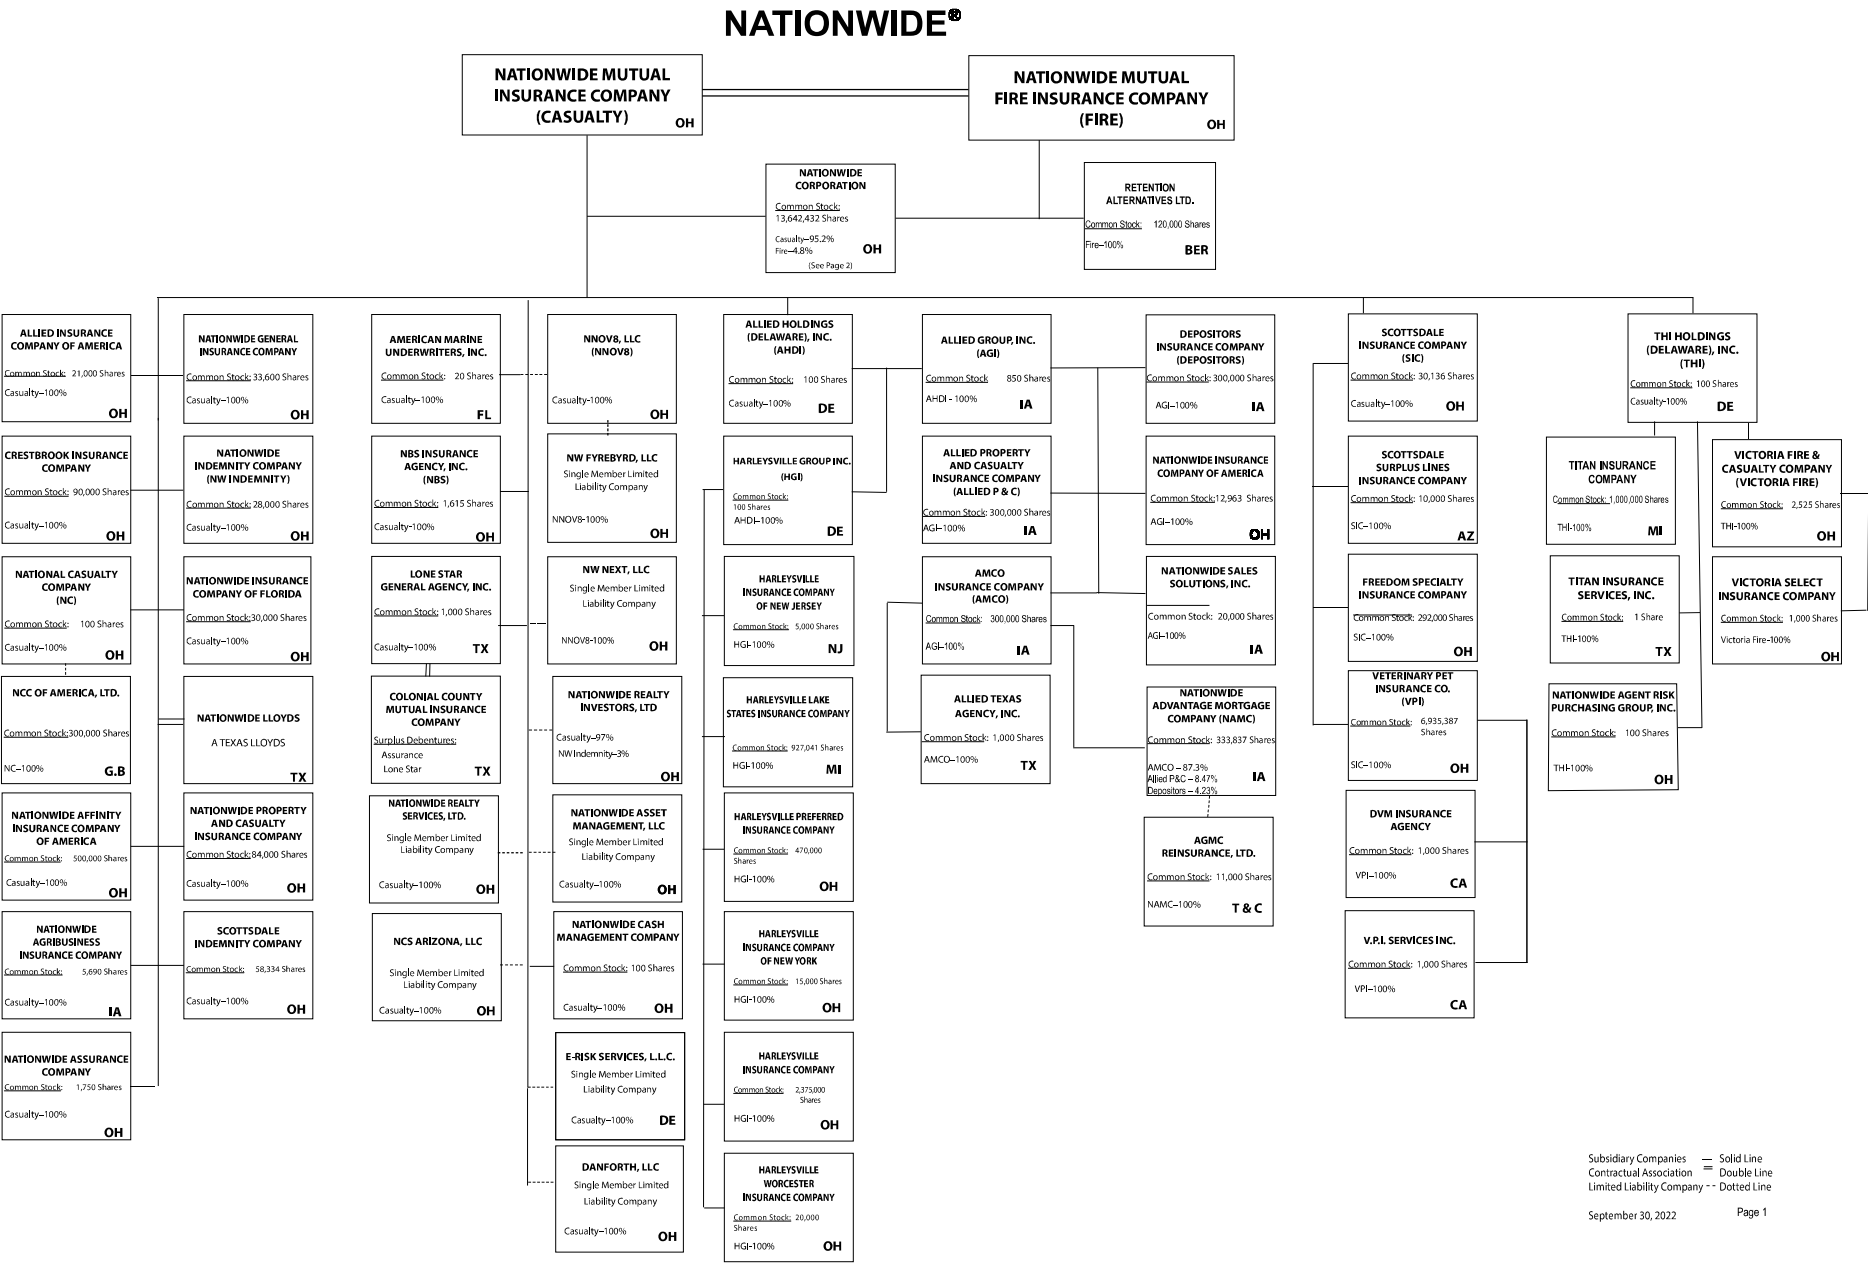 NATIONWIDE®
NATIONWIDE MUTUAL
INSURANCE COMPANY
(CASUALTY)
OH
NATIONWIDE MUTUAL
FIRE INSURANCE COMPANY
(FIRE)
OH
NATIONWIDE
CORPORATION
Common Stock:
13,642,432 Shares
Casualty–95.2%
Fire–4.8%
OH
(See Page 2)
RETENTION
ALTERNATIVES LTD.
Common Stock: 120,000 Shares
Fire–100%
BER
ALLIED INSURANCE
COMPANY OF AMERICA
Common Stock: 21,000 Shares
Casualty–100%
OH
CRESTBROOK INSURANCE
COMPANY
Common Stock: 90,000 Shares
Casualty–100%
OH
NATIONAL CASUALTY
COMPANY
(NC)
Common Stock: 100 Shares
Casualty–100%
OH
NCC OF AMERICA, LTD.
Common Stock:300,000 Shares
NC–100%
G.B
NATIONWIDE AFFINITY
INSURANCE COMPANY
OF AMERICA
Common Stock: 500,000 Shares
Casualty–100%
OH
NATIONWIDE
AGRIBUSINESS
INSURANCE COMPANY
Common Stock: 5,690 Shares
Casualty–100%
IA
NATIONWIDE ASSURANCE
COMPANY
Common Stock: 1,750 Shares
Casualty–100%
OH
NATIONWIDE GENERAL
INSURANCE COMPANY
Common Stock: 33,600 Shares
Casualty–100%
OH
NATIONWIDE
INDEMNITY COMPANY
(NW INDEMNITY)
Common Stock: 28,000 Shares
Casualty–100%
OH
NATIONWIDE INSURANCE
COMPANY OF FLORIDA
Common Stock:30,000 Shares
Casualty–100%
OH
NATIONWIDE LLOYDS
A TEXAS LLOYDS
TX
NATIONWIDE PROPERTY
AND CASUALTY
INSURANCE COMPANY
Common Stock:84,000 Shares
Casualty–100%
OH
SCOTTSDALE
INDEMNITY COMPANY
Common Stock: 58,334 Shares
Casualty–100%
OH
AMERICAN MARINE
UNDERWRITERS, INC.
Common Stock: 20 Shares
Casualty–100%
FL
NBS INSURANCE
AGENCY, INC.
(NBS)
Common Stock: 1,615 Shares
Casualty-100%
OH
LONE STAR
GENERAL AGENCY, INC.
Common Stock: 1,000 Shares
Casualty–100%
TX
COLONIAL COUNTY
MUTUAL INSURANCE
COMPANY
Surplus Debentures:
Assurance
Lone Star
TX
NATIONWIDE REALTY
SERVICES, LTD.
Single Member Limited
Liability Company
Casualty–100%
OH
NCS ARIZONA, LLC
Single Member Limited
Liability Company
Casualty–100%
OH
NNOV8, LLC
(NNOV8)
Casualty-100%
OH
NW FYREBYRD, LLC
Single Member Limited
Liability Company
NNOV8-100%
OH
NW NEXT, LLC
Single Member Limited
Liability Company
NNOV8-100%
OH
NATIONWIDE REALTY
INVESTORS, LTD
Casualty–97%
NW Indemnity–3%
OH
NATIONWIDE ASSET
MANAGEMENT, LLC
Single Member Limited
Liability Company
Casualty–100%
OH
NATIONWIDE CASH
MANAGEMENT COMPANY
Common Stock: 100 Shares
Casualty–100%
OH
E-RISK SERVICES, L.L.C.
Single Member Limited
Liability Company
Casualty–100%
DE
DANFORTH, LLC
Single Member Limited
Liability Company
Casualty–100%
OH
ALLIED HOLDINGS
(DELAWARE), INC.
(AHDI)
Common Stock: 100 Shares
Casualty–100%
DE
HARLEYSVILLE GROUP INC.
(HGI)
Common Stock:
100 Shares
AHDI–100%
DE
HARLEYSVILLE
INSURANCE COMPANY
OF NEW JERSEY
Common Stock: 5,000 Shares
HGI-100%
NJ
HARLEYSVILLE LAKE
STATES INSURANCE COMPANY
Common Stock: 927,041 Shares
HGI-100%
MI
HARLEYSVILLE PREFERRED
INSURANCE COMPANY
Common Stock: 470,000
Shares
HGI-100%
OH
HARLEYSVILLE
INSURANCE COMPANY
OF NEW YORK
Common Stock: 15,000 Shares
HGI-100%
OH
HARLEYSVILLE
INSURANCE COMPANY
Common Stock: 2,375,000
Shares
HGI-100%
OH
HARLEYSVILLE
WORCESTER
INSURANCE COMPANY
Common Stock: 20,000
Shares
HGI-100%
OH
ALLIED GROUP, INC.
(AGI)
Common Stock 850 Shares
AHDI - 100%
IA
ALLIED PROPERTY
AND CASUALTY
INSURANCE COMPANY
(ALLIED P & C)
Common Stock: 300,000 Shares
AGI–100%
IA
AMCO
INSURANCE COMPANY
(AMCO)
Common Stock: 300,000 Shares
AGI–100%
IA
ALLIED TEXAS
AGENCY, INC.
Common Stock: 1,000 Shares
AMCO–100%
TX
DEPOSITORS
INSURANCE COMPANY
(DEPOSITORS)
Common Stock: 300,000 Shares
AGI–100%
IA
NATIONWIDE INSURANCE
COMPANY OF AMERICA
Common Stock:12,963 Shares
AGI–100%
OH
NATIONWIDE SALES
SOLUTIONS, INC.
Common Stock: 20,000 Shares
AGI–100%
IA
NATIONWIDE
ADVANTAGE MORTGAGE
COMPANY (NAMC)
Common Stock: 333,837 Shares
AMCO – 87.3%
Allied P&C – 8.47%
Depositors – 4.23%
IA
AGMC
REINSURANCE, LTD.
Common Stock: 11,000 Shares
NAMC–100%
T & C
SCOTTSDALE
INSURANCE COMPANY
(SIC)
Common Stock: 30,136 Shares
Casualty–100%
OH
SCOTTSDALE
SURPLUS LINES
INSURANCE COMPANY
Common Stock: 10,000 Shares
SIC–100%
AZ
FREEDOM SPECIALTY
INSURANCE COMPANY
Common Stock: 292,000 Shares
SIC–100%
OH
VETERINARY PET
INSURANCE CO.
(VPI)
Common Stock: 6,935,387
Shares
SIC–100%
OH
DVM INSURANCE
AGENCY
Common Stock: 1,000 Shares
VPI–100%
CA
V.P.I. SERVICES INC.
Common Stock: 1,000 Shares
VPI–100%
CA
THI HOLDINGS
(DELAWARE), INC.
(THI)
Common Stock: 100 Shares
Casualty-100%
DE
TITAN INSURANCE
COMPANY
Common Stock: 1,000,000 Shares
THI-100%
MI
TITAN INSURANCE
SERVICES, INC.
Common Stock: 1 Share
THI-100%
TX
NATIONWIDE AGENT RISK
PURCHASING GROUP, INC.
Common Stock: 100 Shares
THI-100%
OH
VICTORIA FIRE &
CASUALTY COMPANY
(VICTORIA FIRE)
Common Stock: 2,525 Shares
THI-100%
OH
VICTORIA SELECT
INSURANCE COMPANY
Common Stock: 1,000 Shares
Victoria Fire-100%
OH
Subsidiary Companies — Solid Line
Contractual Association = Double Line
Limited Liability Company - - Dotted Line
September 30, 2022
Page 1